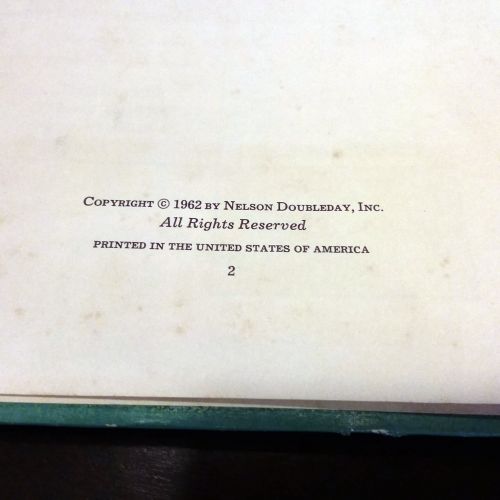 Copyright © 1962 by Nelson Doubleday, Inc.
All Rights Reserved
PRINTED IN THE UNITED STATES OF AMERICA
2